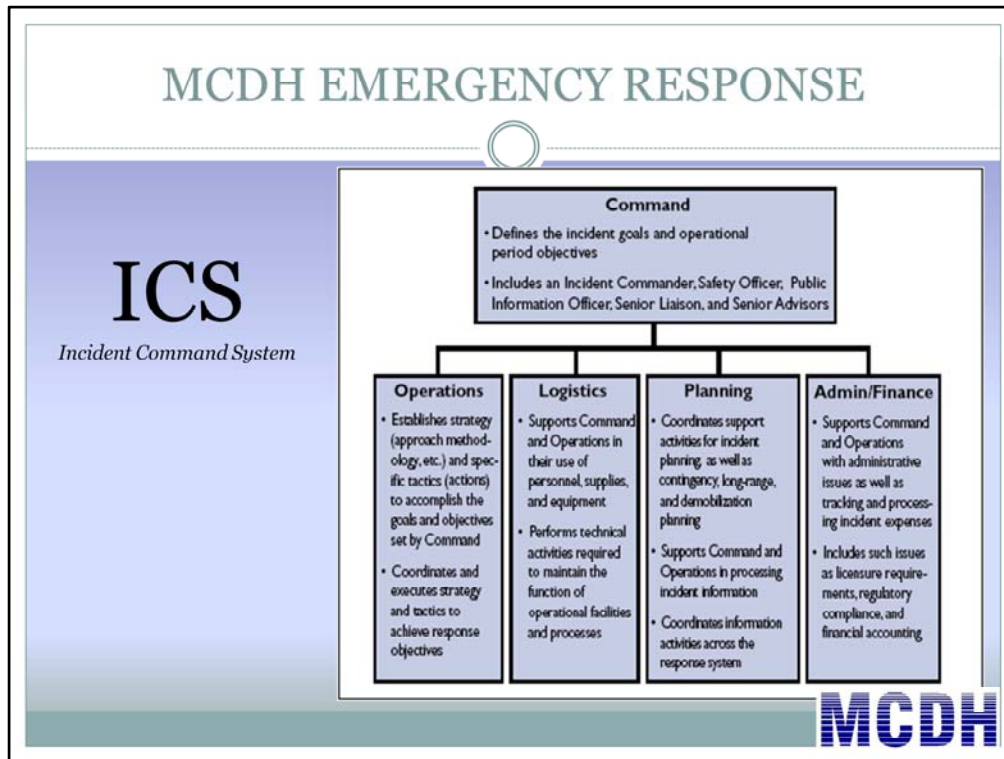 MCDH EMERGENCY RESPONSE
ICS
Incident Command System
Command
• Defines the incident goals and operational
period objectives
• Includes an Incident Commander, Safety Officer, Public
Information Officer, Senior Liaison, and Senior Advisors
Operations
• Establishes strategy
(approach method-
ology, etc.) and spec-
ific tactics (actions)
to accomplish the
goals and objectives
set by Command
• Coordinates and
executes strategy
and tactics to
achieve response
objectives
Logistics
• Supports Command
and Operations in
their use of
personnel, supplies,
and equipment
• Performs technical
activities required
to maintain the
function of
operational facilities
and processes
Planning
• Coordinates support
activities for incident
planning, as well as
contingency, long-range,
and demobilization
planning
• Supports Command and
Operations in processing
incident information
• Coordinates information
activities across the
response system
Admin/Finance
• Supports Command
and Operations
with administrative
issues as well as
tracking and process-
ing incident expenses
• Includes such issues
as licensure require-
ments, regulatory
compliance, and
financial accounting
MCDH